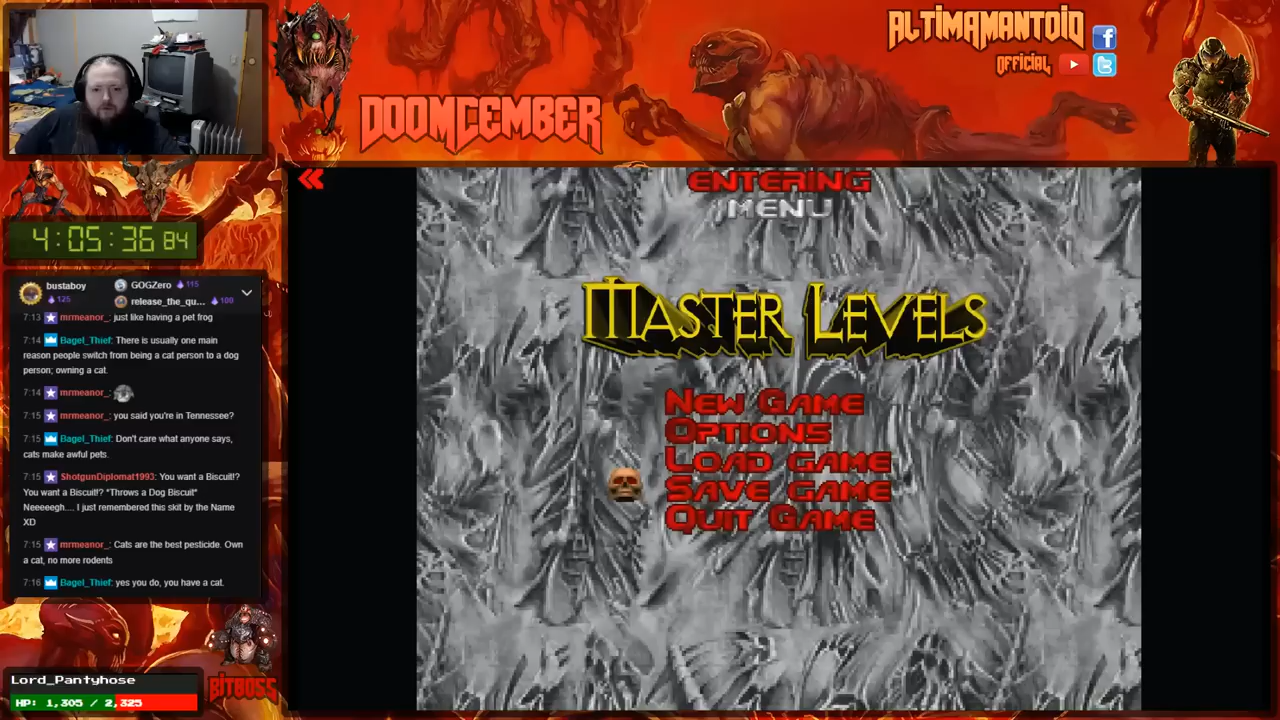 ALTIMAMANTOID
OFFICIAL
DOOMCEMBER
4:05:36 84
bustaboy
125
GOGZero 115
release_the_qu... 100
7:13 mrmeanor_: just like having a pet frog
7:14 Bagel_Thief: There is usually one main
reason people switch from being a cat person to a dog
person; owning a cat.
7:14 mrmeanor_:
7:15 mrmeanor_: you said you're in Tennessee?
7:15 Bagel_Thief: Don't care what anyone says,
cats make awful pets.
7:15 ShotgunDiplomat1993: You want a Biscuit!?
You want a Biscuit!? *Throws a Dog Biscuit*
Neeeeegh.... I just remembered this skit by the Name
XD
7:15 mrmeanor_: Cats are the best pesticide. Own
a cat, no more rodents
7:16 Bagel_Thief: yes you do, you have a cat.
Lord_Pantyhose
HP: 1,305 / 2,325
BITBOSS
ENTERING
MENU
MASTER LEVELS
NEW GAME
OPTIONS
LOAD GAME
SAVE GAME
QUIT GAME